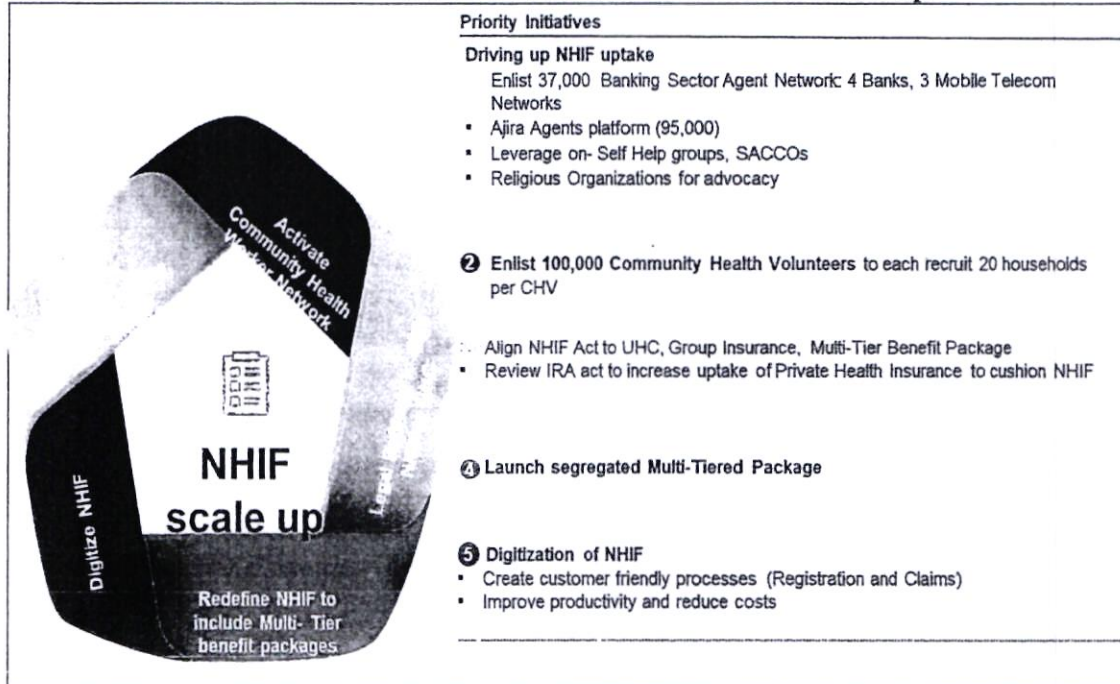 Priority Initiatives
Driving up NHIF uptake
Enlist 37,000 Banking Sector Agent Network: 4 Banks, 3 Mobile Telecom
Networks
▪ Ajira Agents platform (95,000)
▪ Leverage on- Self Help groups, SACCOs
▪ Religious Organizations for advocacy
Activate
Community Health
Worker Network
❷ Enlist 100,000 Community Health Volunteers to each recruit 20 households
per CHV
Align NHIF Act to UHC, Group Insurance, Multi-Tier Benefit Package
▪ Review IRA act to increase uptake of Private Health Insurance to cushion NHIF
NHIF
scale up
④ Launch segregated Multi-Tiered Package
Digitize NHIF
❺ Digitization of NHIF
▪ Create customer friendly processes (Registration and Claims)
▪ Improve productivity and reduce costs
Redefine NHIF to
include Multi- Tier
benefit packages